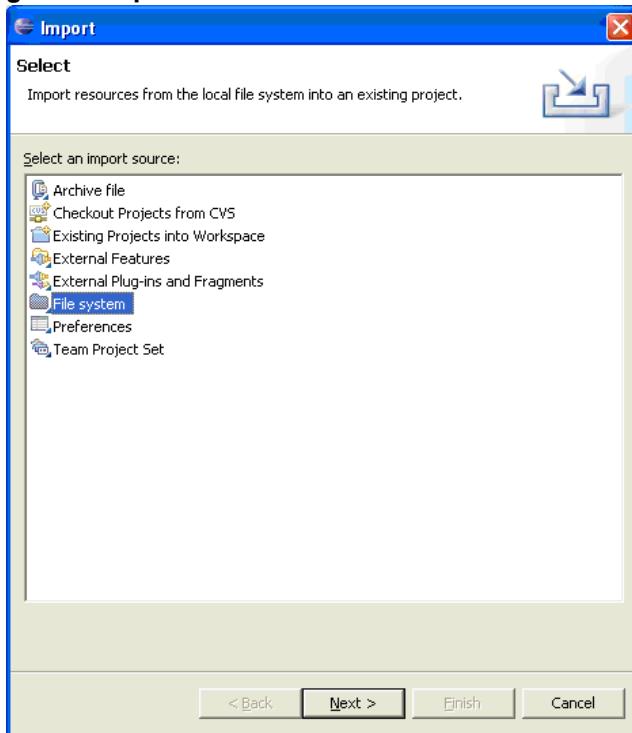 Import
Select
Import resources from the local file system into an existing project.
Select an import source:
Archive file
Checkout Projects from CVS
Existing Projects into Workspace
External Features
External Plug-ins and Fragments
File system
Preferences
Team Project Set
< Back Next > Finish Cancel